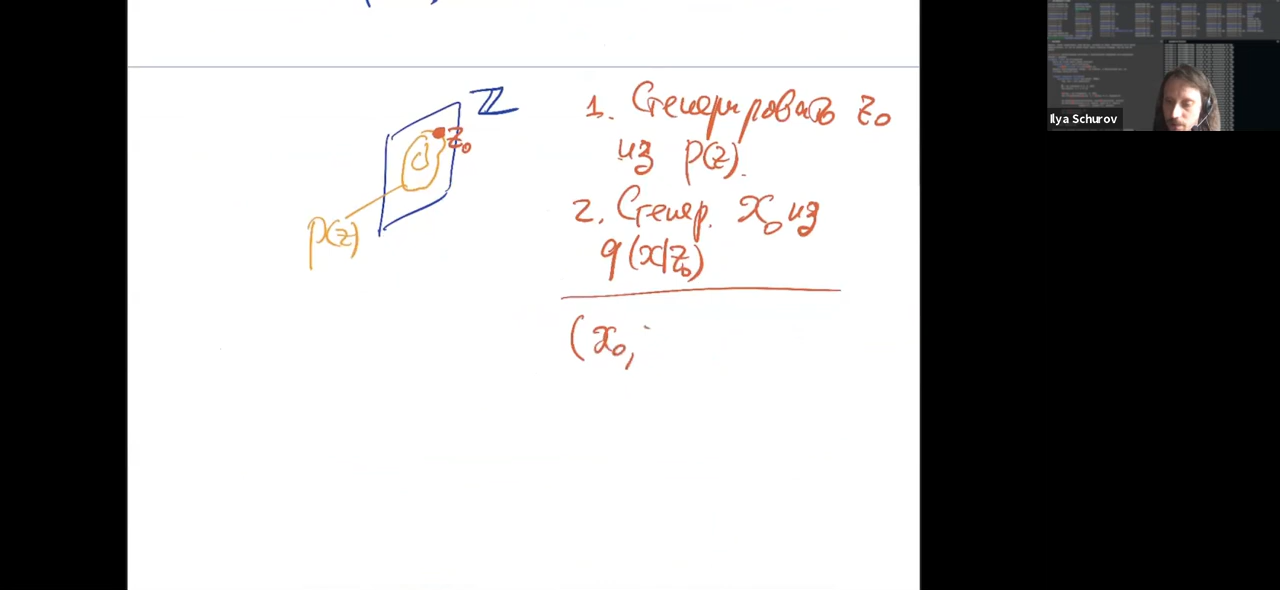 ℤ
z₀
p(z)
1. Сгенерировать z₀
из p(z).
2. Сгенер. x₀ из
q(x|z₀)
(x₀,
Ilya Schurov